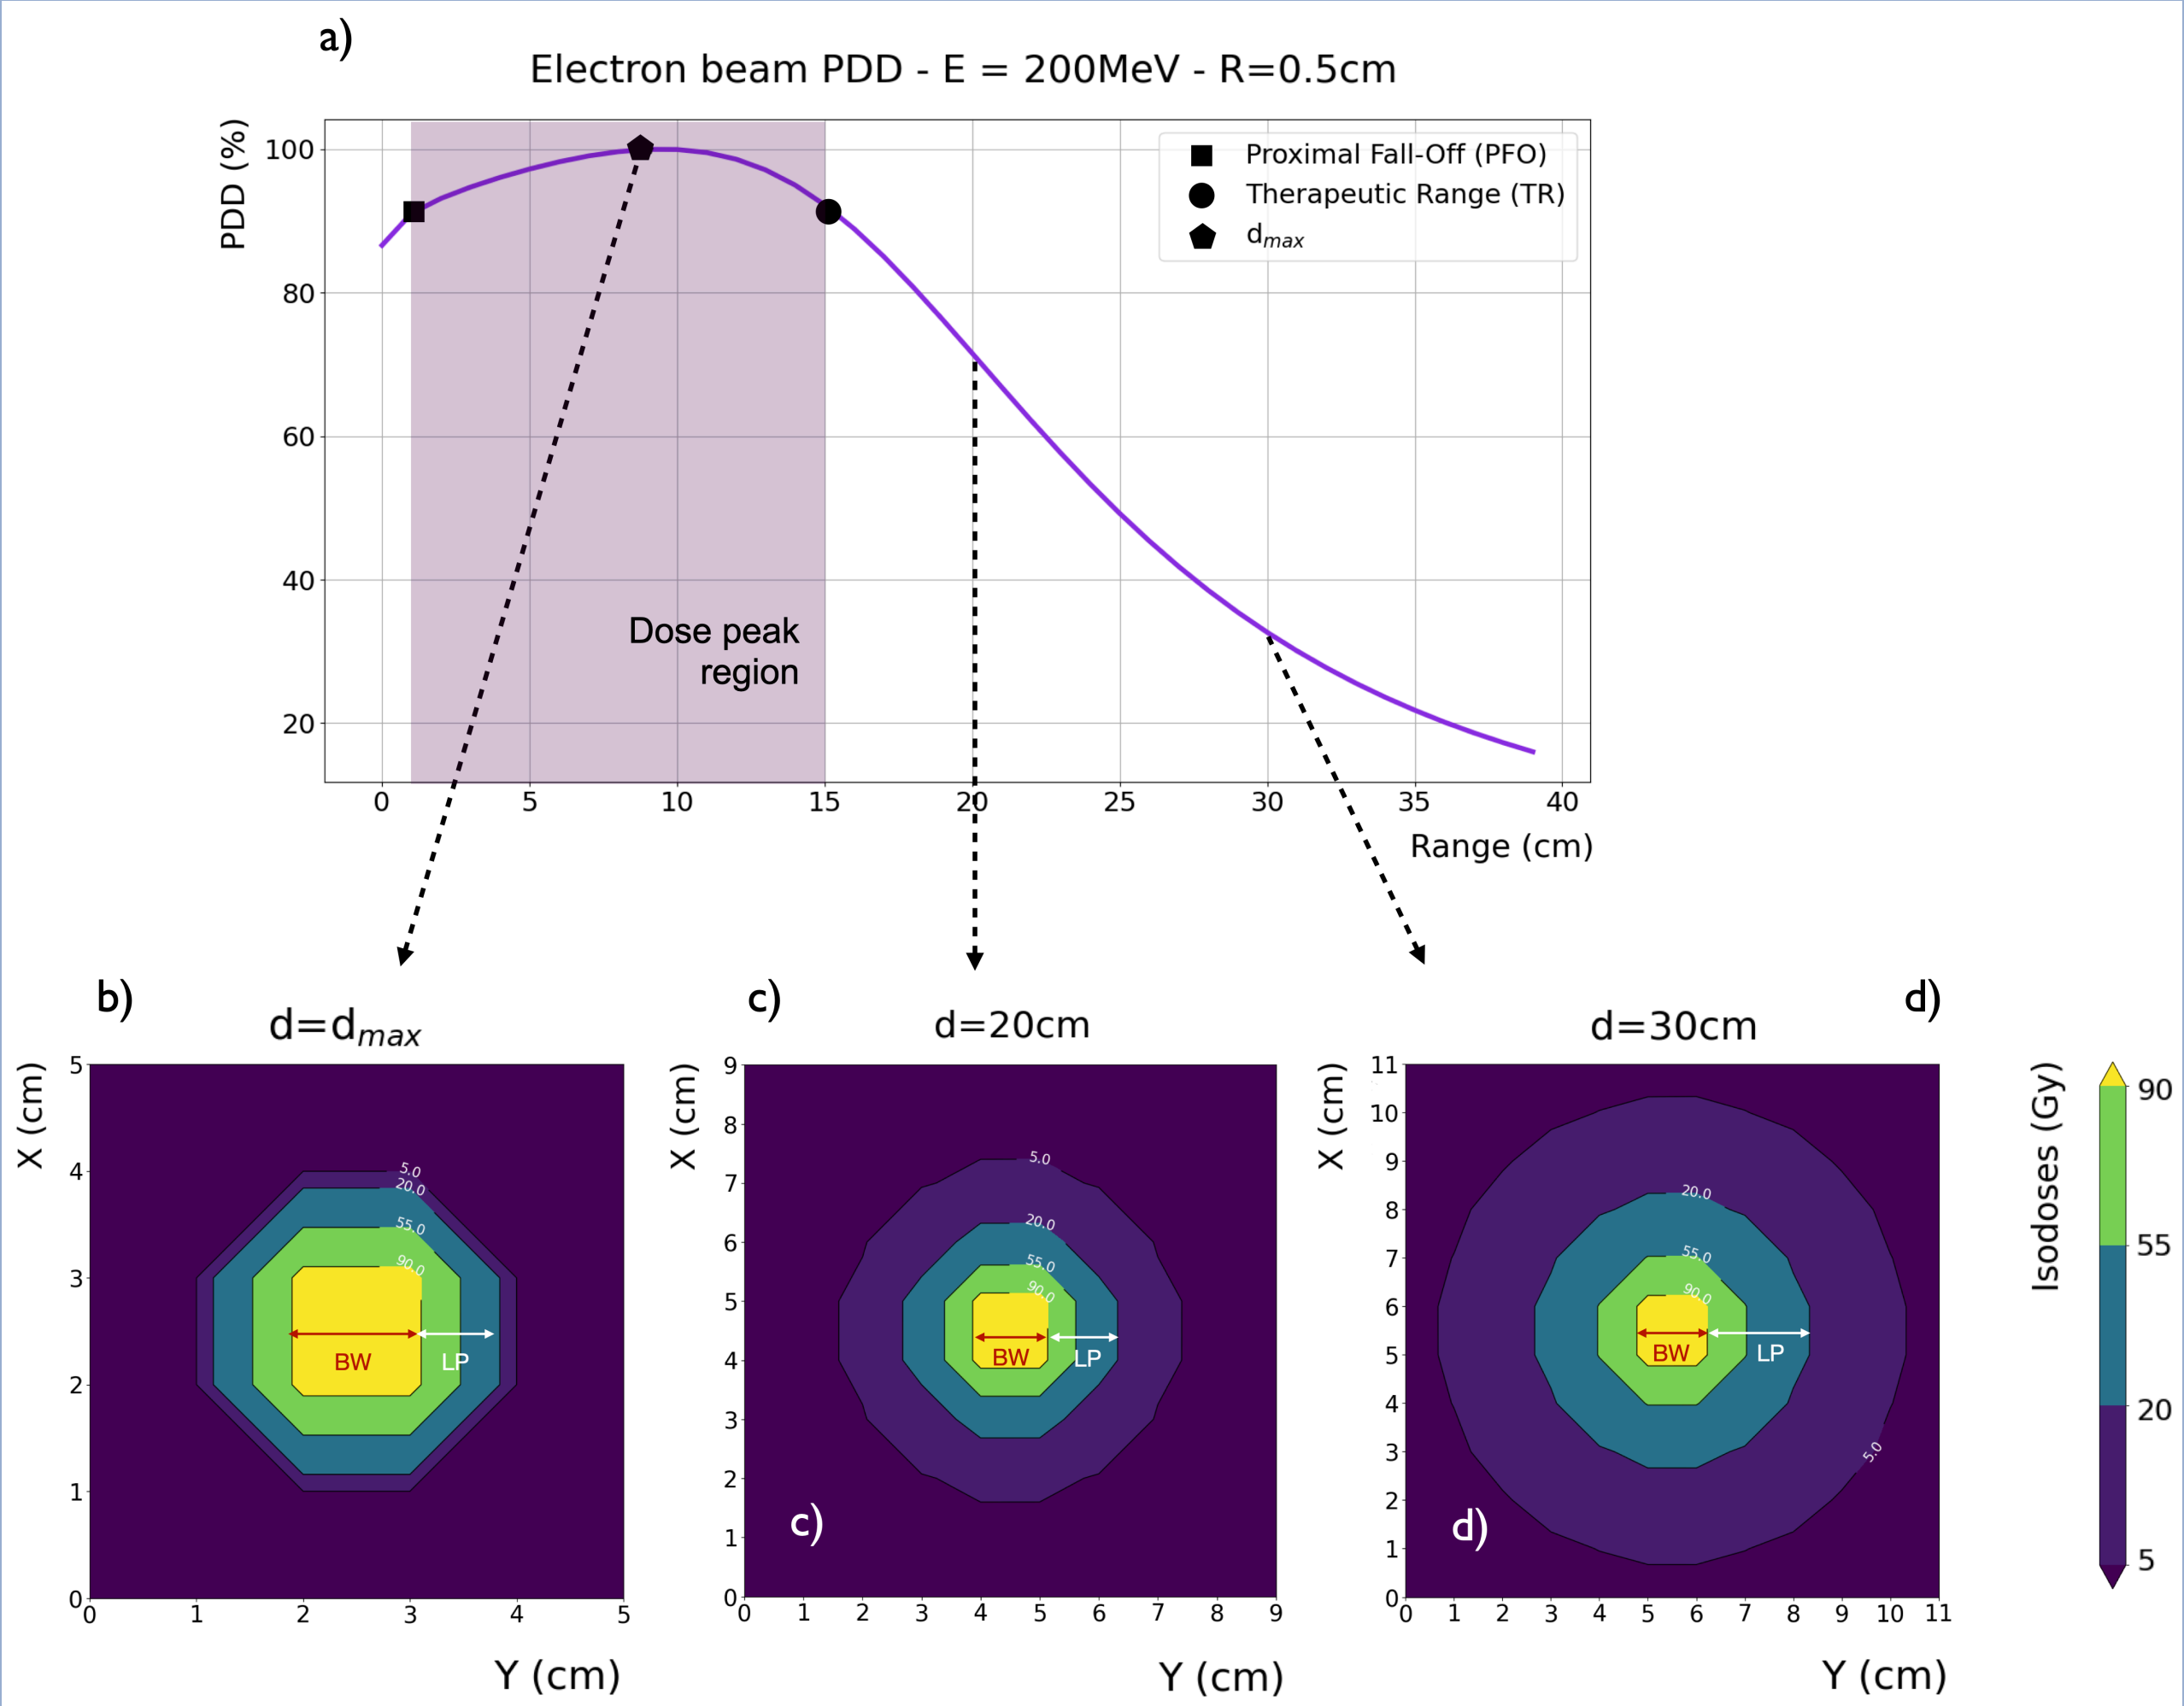 a)
Electron beam PDD - E = 200MeV - R=0.5cm
PDD (%)
100
80
60
40
20
Proximal Fall-Off (PFO)
Therapeutic Range (TR)
dmax
Dose peak
region
0 5 10 15 20 25 30 35 40
Range (cm)
b)
d=dmax
X (cm)
5
4
3
2
1
0
5.0
20.0
55.0
90.0
BW
LP
0 1 2 3 4 5
Y (cm)
c)
d=20cm
X (cm)
9
8
7
6
5
4
3
2
1
0
5.0
20.0
55.0
90.0
BW
LP
c)
0 1 2 3 4 5 6 7 8 9
Y (cm)
d)
d=30cm
X (cm)
11
10
9
8
7
6
5
4
3
2
1
0
20.0
55.0
90.0
BW
LP
5.0
d)
0 1 2 3 4 5 6 7 8 9 10 11
Y (cm)
Isodoses (Gy)
90
55
20
5